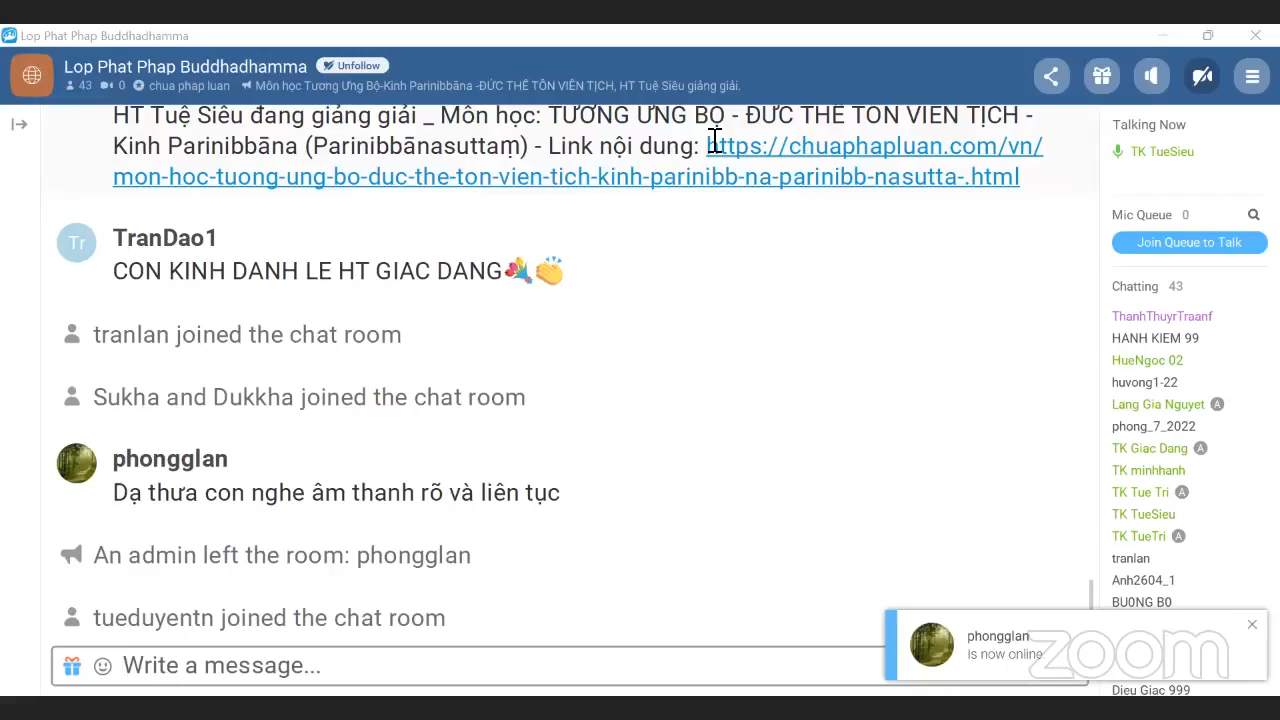 Lop Phat Phap Buddhadhamma
Lop Phat Phap Buddhadhamma Unfollow
43 0 chua phap luan Môn học Tương Ưng Bộ-Kinh Parinibbāna -ĐỨC THẾ TÔN VIÊN TỊCH, HT Tuệ Siêu giảng giải.
HT Tuệ Siêu đang giảng giải _ Môn học: TƯƠNG ƯNG BỘ - ĐỨC THẾ TÔN VIÊN TỊCH -
Kinh Parinibbāna (Parinibbānasuttaṃ) - Link nội dung: https://chuaphapluan.com/vn/
mon-hoc-tuong-ung-bo-duc-the-ton-vien-tich-kinh-parinibb-na-parinibb-nasutta-.html
Tr TranDao1
CON KINH DANH LE HT GIAC DANG💐👏
tranlan joined the chat room
Sukha and Dukkha joined the chat room
phongglan
Dạ thưa con nghe âm thanh rõ và liên tục
An admin left the room: phongglan
tueduyentn joined the chat room
Write a message...
Talking Now
TK TueSieu
Mic Queue 0
Join Queue to Talk
Chatting 43
ThanhThuyrTraanf
HANH KIEM 99
HueNgoc 02
huvong1-22
Lang Gia Nguyet A
phong_7_2022
TK Giac Dang A
TK minhhanh
TK Tue Tri A
TK TueSieu
TK TueTri A
tranlan
Anh2604_1
BU0NG B0
phongglan
Is now online
zoom
Dieu Giac 999